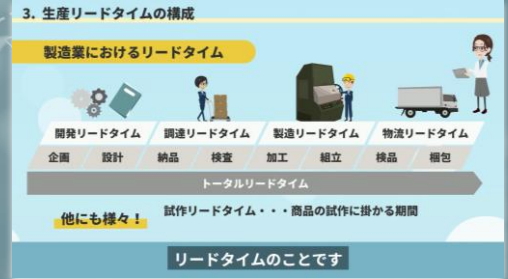 3. 生産リードタイムの構成
製造業におけるリードタイム
開発リードタイム 調達リードタイム 製造リードタイム 物流リードタイム
企画 設計 納品 検査 加工 組立 検品 梱包
トータルリードタイム
他にも様々! 試作リードタイム・・・商品の試作に掛かる期間
リードタイムのことです